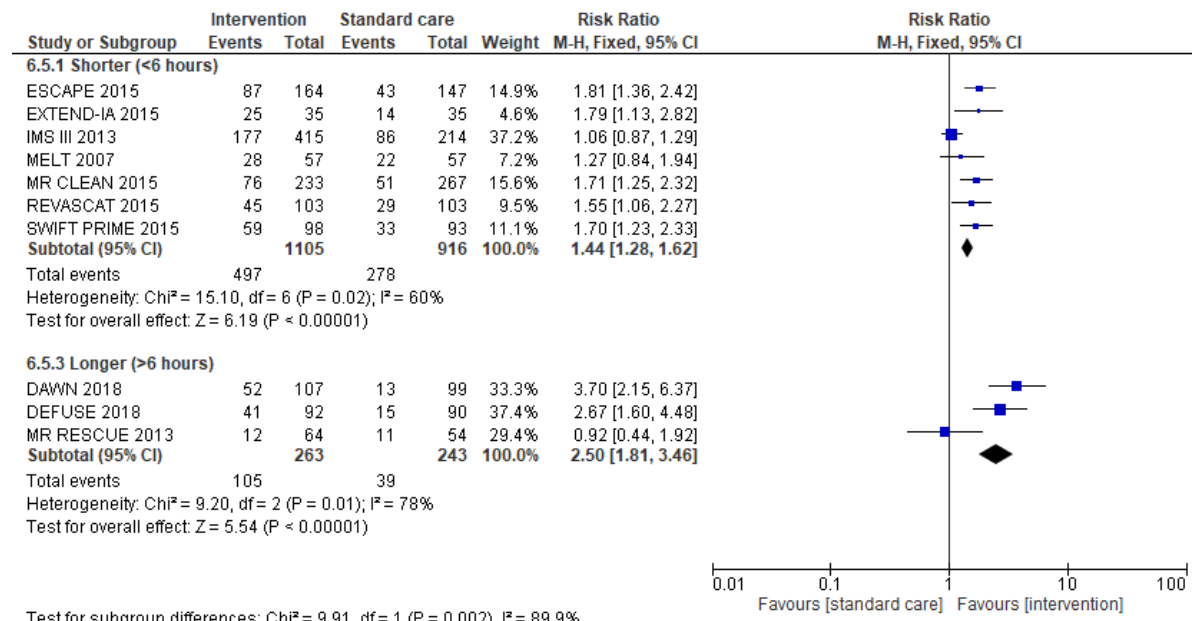 Intervention Standard care Risk Ratio Risk Ratio
Study or Subgroup Events Total Events Total Weight M-H, Fixed, 95% CI M-H, Fixed, 95% CI
6.5.1 Shorter (<6 hours)
ESCAPE 2015 87 164 43 147 14.9% 1.81 [1.36, 2.42]
EXTEND-IA 2015 25 35 14 35 4.6% 1.79 [1.13, 2.82]
IMS III 2013 177 415 86 214 37.2% 1.06 [0.87, 1.29]
MELT 2007 28 57 22 57 7.2% 1.27 [0.84, 1.94]
MR CLEAN 2015 76 233 51 267 15.6% 1.71 [1.25, 2.32]
REVASCAT 2015 45 103 29 103 9.5% 1.55 [1.06, 2.27]
SWIFT PRIME 2015 59 98 33 93 11.1% 1.70 [1.23, 2.33]
Subtotal (95% CI) 1105 916 100.0% 1.44 [1.28, 1.62]
Total events 497 278
Heterogeneity: Chi² = 15.10, df = 6 (P = 0.02); I² = 60%
Test for overall effect: Z = 6.19 (P < 0.00001)
6.5.3 Longer (>6 hours)
DAWN 2018 52 107 13 99 33.3% 3.70 [2.15, 6.37]
DEFUSE 2018 41 92 15 90 37.4% 2.67 [1.60, 4.48]
MR RESCUE 2013 12 64 11 54 29.4% 0.92 [0.44, 1.92]
Subtotal (95% CI) 263 243 100.0% 2.50 [1.81, 3.46]
Total events 105 39
Heterogeneity: Chi² = 9.20, df = 2 (P = 0.01); I² = 78%
Test for overall effect: Z = 5.54 (P < 0.00001)
0.01 0.1 1 10 100
Favours [standard care] Favours [intervention]
Test for subgroup differences: Chi² = 9.91, df = 1 (P = 0.002), I² = 89.9%